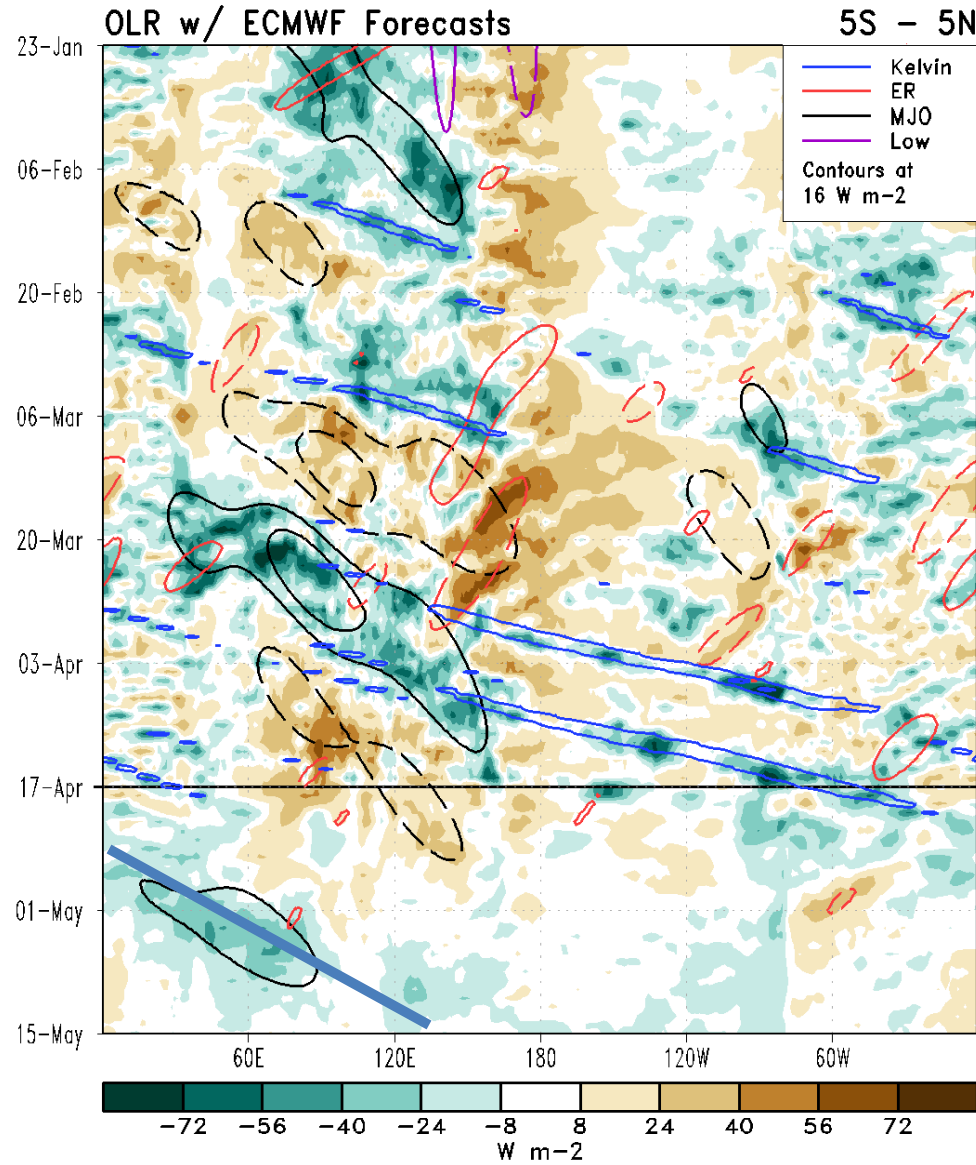 OLR w/ ECMWF Forecasts 5S - 5N
23-Jan
06-Feb
20-Feb
06-Mar
20-Mar
03-Apr
17-Apr
01-May
15-May
Kelvin
ER
MJO
Low
Contours at
16 W m-2
60E 120E 180 120W 60W
-72 -56 -40 -24 -8 8 24 40 56 72
W m-2